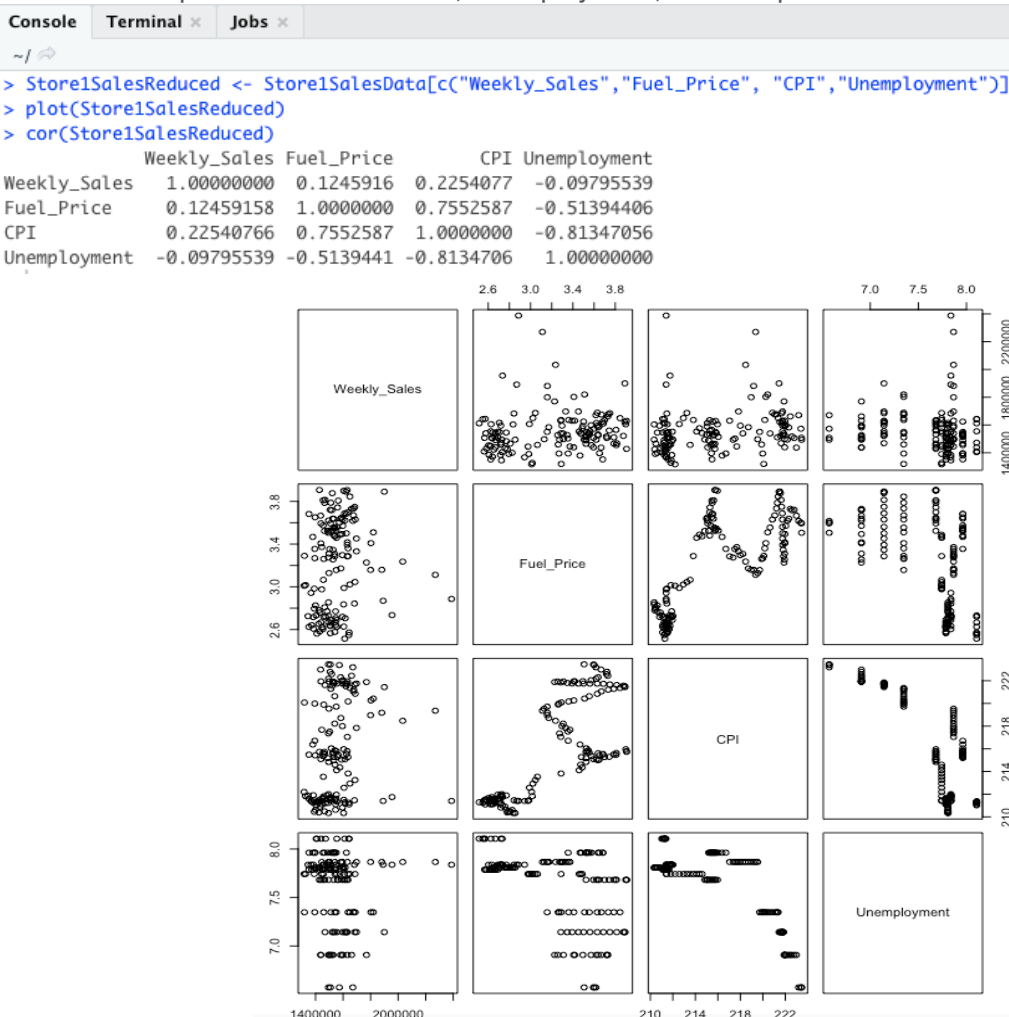 Console Terminal × Jobs ×
~/
> Store1SalesReduced <- Store1SalesData[c("Weekly_Sales","Fuel_Price", "CPI","Unemployment")]
> plot(Store1SalesReduced)
> cor(Store1SalesReduced)
Weekly_Sales Fuel_Price CPI Unemployment
Weekly_Sales 1.00000000 0.1245916 0.2254077 -0.09795539
Fuel_Price 0.12459158 1.0000000 0.7552587 -0.51394406
CPI 0.22540766 0.7552587 1.0000000 -0.81347056
Unemployment -0.09795539 -0.5139441 -0.8134706 1.00000000
2.6 3.0 3.4 3.8 7.0 7.5 8.0
Weekly_Sales
1400000 1800000 2200000
2.6 3.0 3.4 3.8
Fuel_Price
CPI
210 214 218 222
7.0 7.5 8.0
Unemployment
1400000 2000000 210 214 218 222